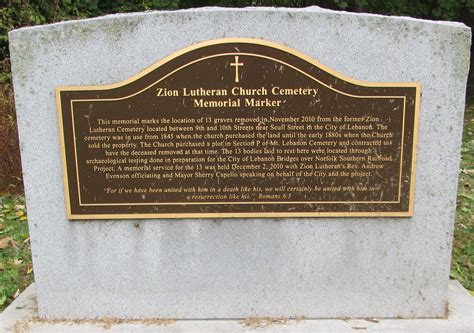 Zion Lutheran Church Cemetery
Memorial Marker
This memorial marks the location of 13 graves removed in November 2010 from the former Zion
Lutheran Cemetery located between 9th and 10th Streets near Scull Street in the City of Lebanon. The
cemetery was in use from 1845 when the church purchased the land until the early 1880s when the Church
sold the property. The Church purchased a plot in Section P of Mt. Lebanon Cemetery and contracted to
have the deceased removed at that time. The 13 bodies laid to rest here were located through
archaeological testing done in preparation for the City of Lebanon Bridges over Norfolk Southern Railroad
Project. A memorial service for the 13 was held December 2, 2010 with Zion Lutheran's Rev. Andrew
Evenson officiating and Mayor Sherry Capello speaking on behalf of the City and the project.
"For if we have been united with him in a death like his, we will certainly be united with him in
a resurrection like his." Romans 6:5